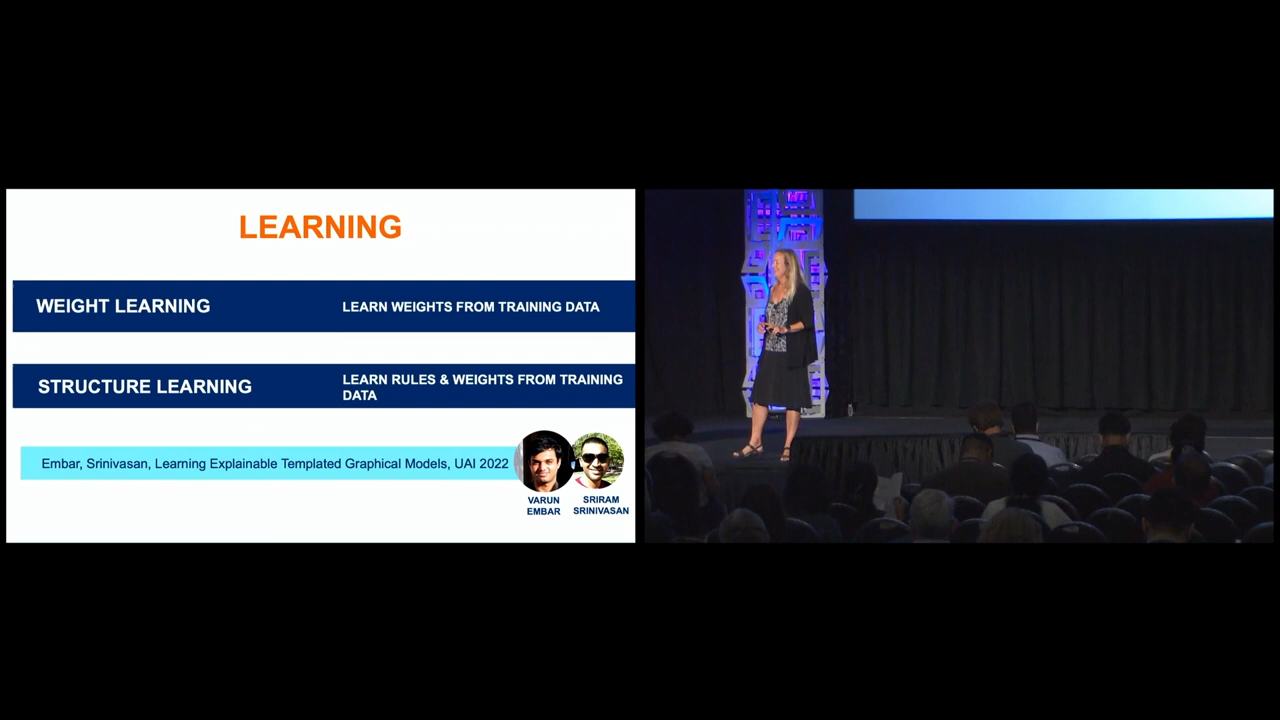 LEARNING
WEIGHT LEARNING
LEARN WEIGHTS FROM TRAINING DATA
STRUCTURE LEARNING
LEARN RULES & WEIGHTS FROM TRAINING
DATA
Embar, Srinivasan, Learning Explainable Templated Graphical Models, UAI 2022
VARUN
EMBAR
SRIRAM
SRINIVASAN